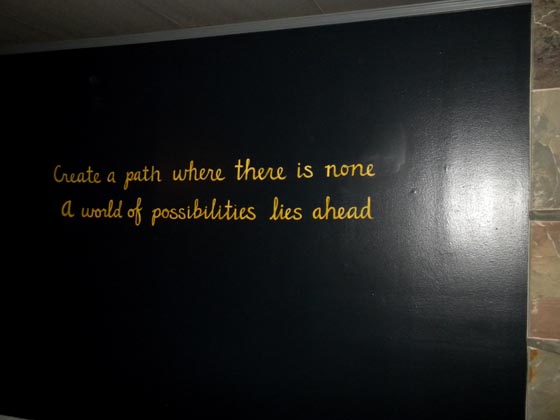 Create a path where there is none
A world of possibilities lies ahead